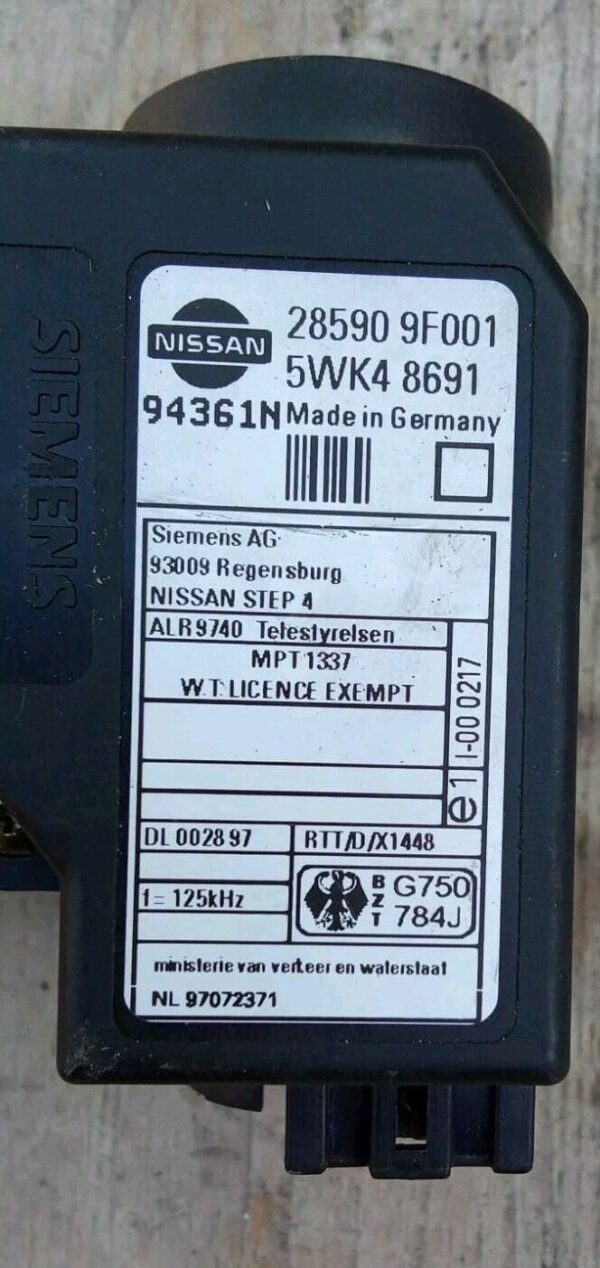 SIEMENS
NISSAN
28590 9F001
5WK4 8691
94361N Made in Germany
Siemens AG
93009 Regensburg
NISSAN STEP 4
ALR9740 Telestyrelsen
MPT 1337
W.T. LICENCE EXEMPT
e1 I-00 0217
DL 002897
RTT/D/X1448
f = 125kHz
BZT G750 784J
ministerie van verkeer en waterstaat
NL 97072371